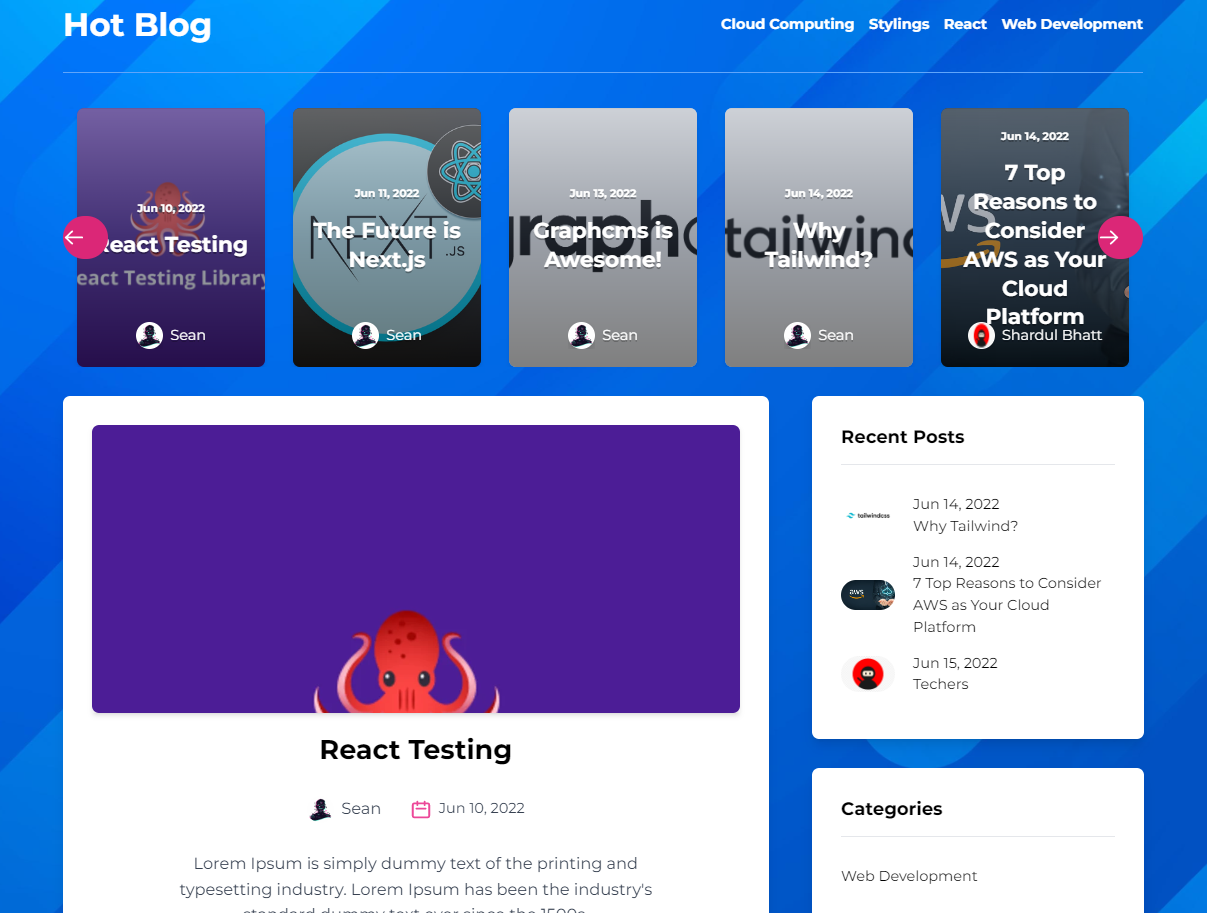 Hot Blog
Cloud Computing Stylings React Web Development
Jun 10, 2022
React Testing
React Testing Library
Sean
Jun 11, 2022
The Future is
Next.js
NEXT.JS
Sean
Jun 13, 2022
Graphcms is
Awesome!
graph
Sean
Jun 14, 2022
Why
Tailwind?
tailwind
Sean
Jun 14, 2022
7 Top
Reasons to
Consider
AWS as Your
Cloud
Platform
Shardul Bhatt
React Testing
Sean
Jun 10, 2022
Lorem Ipsum is simply dummy text of the printing and
typesetting industry. Lorem Ipsum has been the industry's
standard dummy text ever since the 1500s
Recent Posts
tailwindcss
Jun 14, 2022
Why Tailwind?
aws
Jun 14, 2022
7 Top Reasons to Consider
AWS as Your Cloud
Platform
Jun 15, 2022
Techers
Categories
Web Development